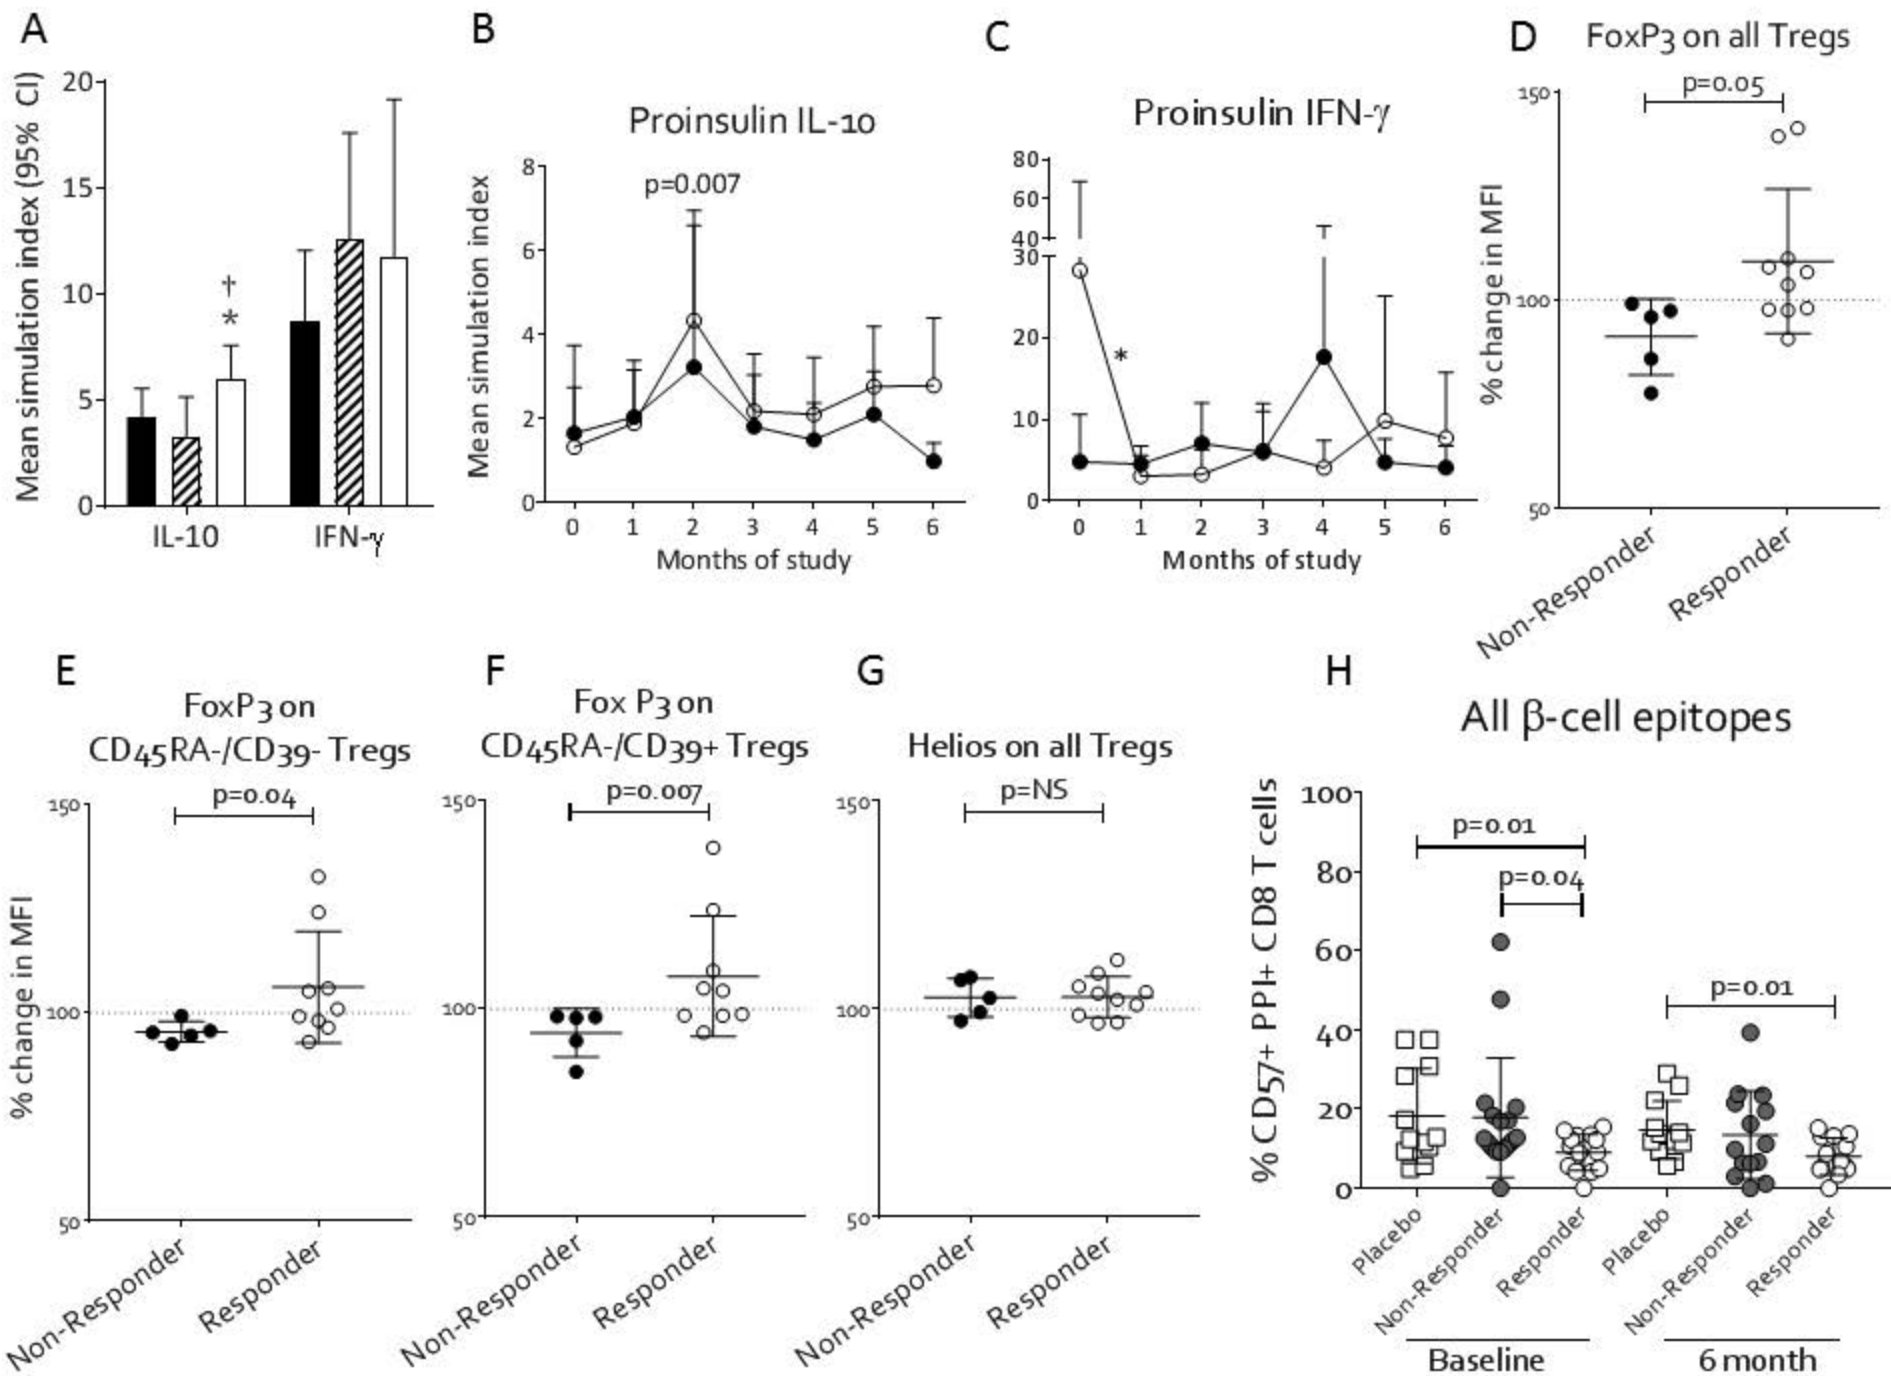 A
Mean simulation index (95% CI)
20
15
10
5
0
†
*
IL-10
IFN-γ
B
Proinsulin IL-10
Mean simulation index
8
6
4
2
0
p=0.007
0 1 2 3 4 5 6
Months of study
C
Proinsulin IFN-γ
Mean simulation index
80
60
40
30
20
10
0
*
0 1 2 3 4 5 6
Months of study
D
FoxP3 on all Tregs
p=0.05
% change in MFI
150
100
50
Non-Responder
Responder
E
FoxP3 on
CD45RA-/CD39- Tregs
p=0.04
% change in MFI
150
100
50
Non-Responder
Responder
F
Fox P3 on
CD45RA-/CD39+ Tregs
p=0.007
150
100
50
Non-Responder
Responder
G
Helios on all Tregs
p=NS
150
100
50
Non-Responder
Responder
H
All β-cell epitopes
% CD57+ PPI+ CD8 T cells
100
80
60
40
20
0
p=0.01
p=0.04
p=0.01
Placebo
Non-Responder
Responder
Placebo
Non-Responder
Responder
Baseline
6 month